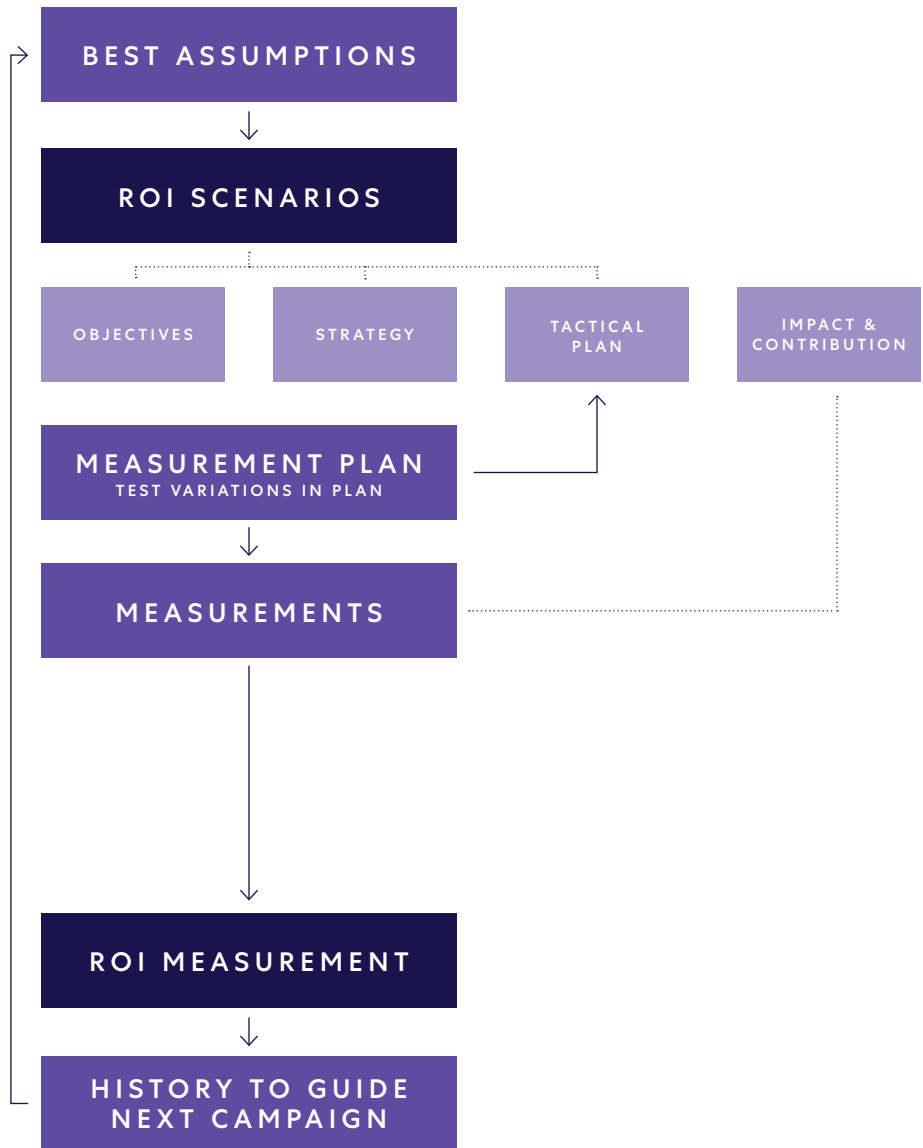 BEST ASSUMPTIONS
ROI SCENARIOS
OBJECTIVES
STRATEGY
TACTICAL
PLAN
IMPACT &
CONTRIBUTION
MEASUREMENT PLAN
TEST VARIATIONS IN PLAN
MEASUREMENTS
ROI MEASUREMENT
HISTORY TO GUIDE
NEXT CAMPAIGN